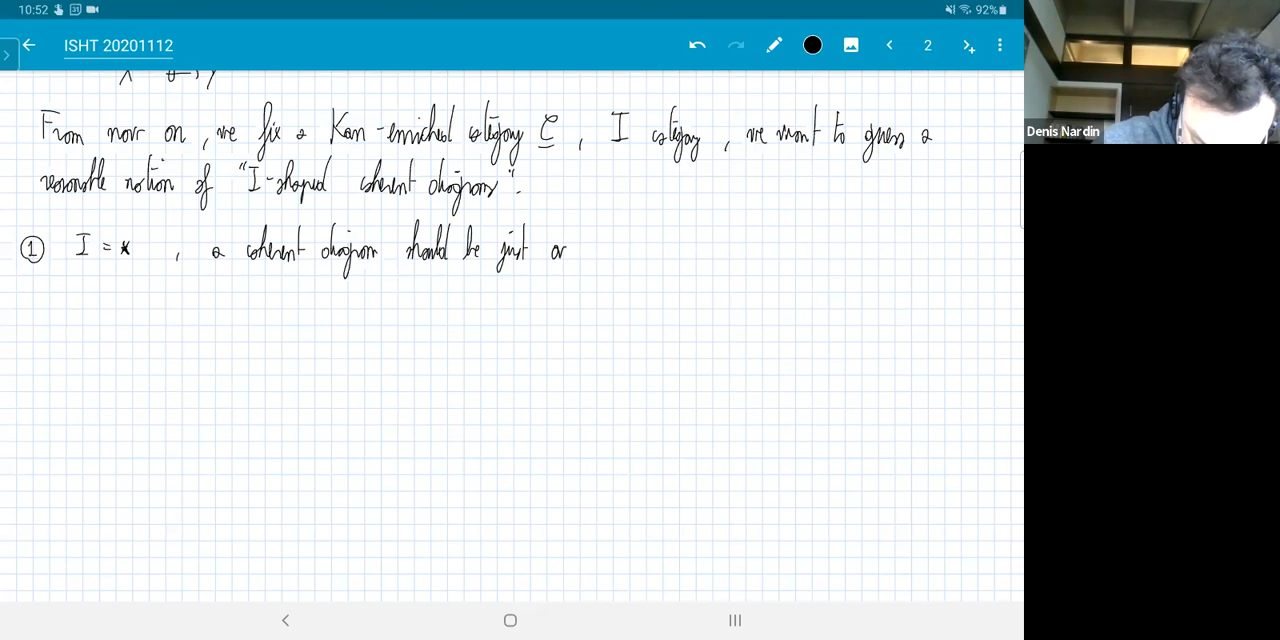 10:52
31
92%
ISHT 20201112
2
From now on, we fix a Kan-enriched category C, I category, we want to guess a
reasonable notion of "I-shaped coherent diagrams".
① I = *, a coherent diagram should be just an
Denis Nardin